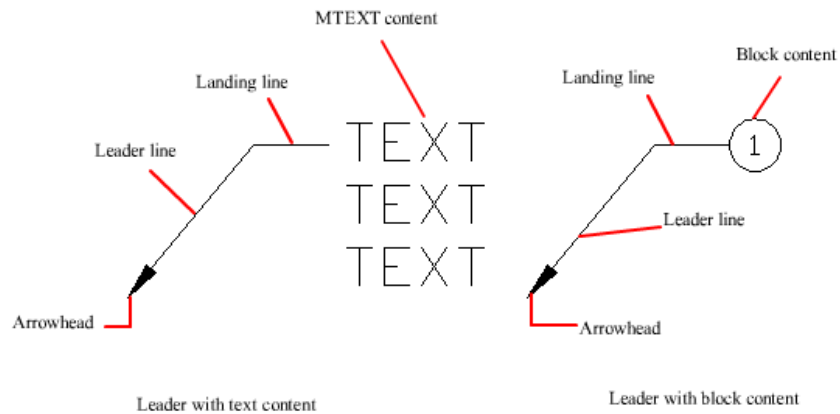 MTEXT content
Landing line
Leader line
TEXT
TEXT
TEXT
Arrowhead
Leader with text content
Block content
Landing line
1
Leader line
Arrowhead
Leader with block content